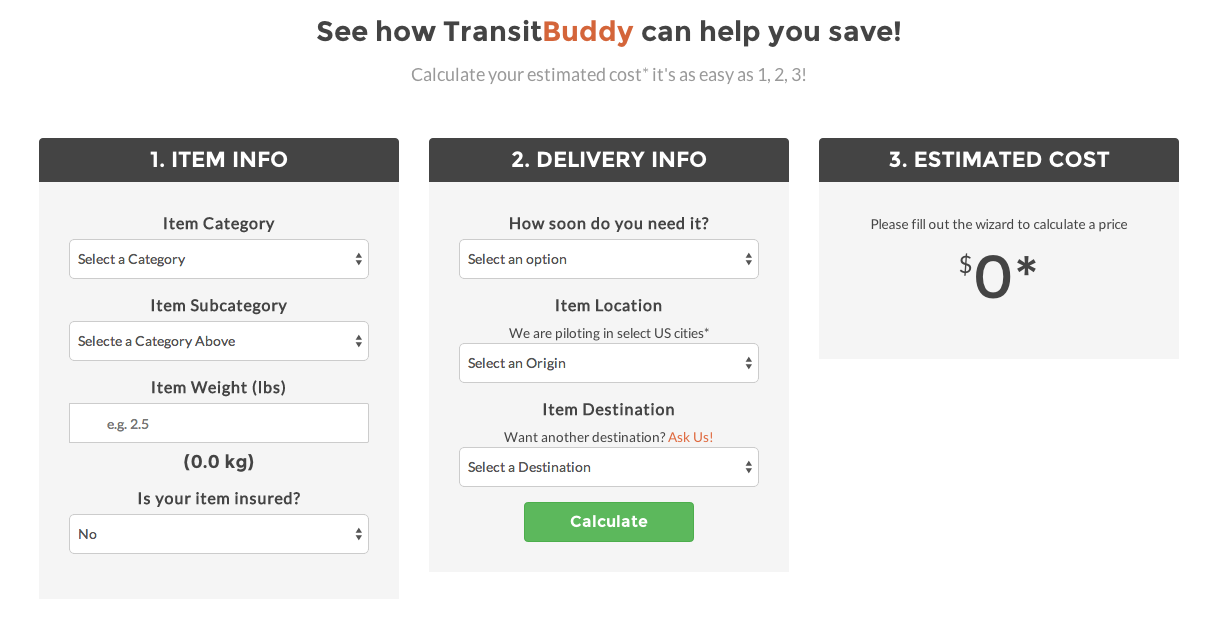 See how TransitBuddy can help you save!
Calculate your estimated cost* it's as easy as 1, 2, 3!
1. ITEM INFO
Item Category
Select a Category
Item Subcategory
Selecte a Category Above
Item Weight (lbs)
e.g. 2.5
(0.0 kg)
Is your item insured?
No
2. DELIVERY INFO
How soon do you need it?
Select an option
Item Location
We are piloting in select US cities*
Select an Origin
Item Destination
Want another destination? Ask Us!
Select a Destination
Calculate
3. ESTIMATED COST
Please fill out the wizard to calculate a price
$0*